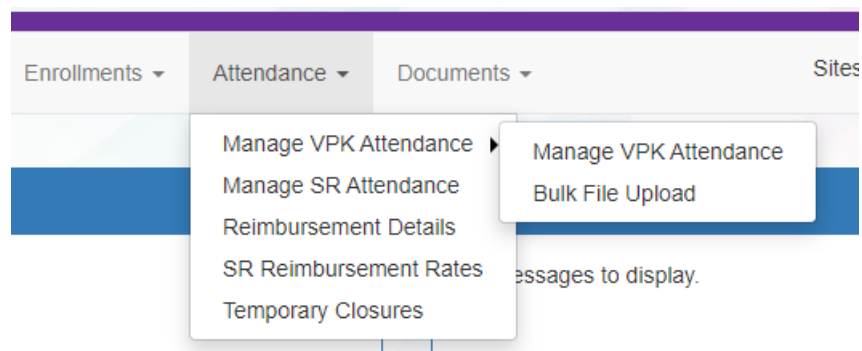 Enrollments Attendance Documents Sites
Manage VPK Attendance
Manage SR Attendance
Reimbursement Details
SR Reimbursement Rates
Temporary Closures
Manage VPK Attendance
Bulk File Upload
essages to display.